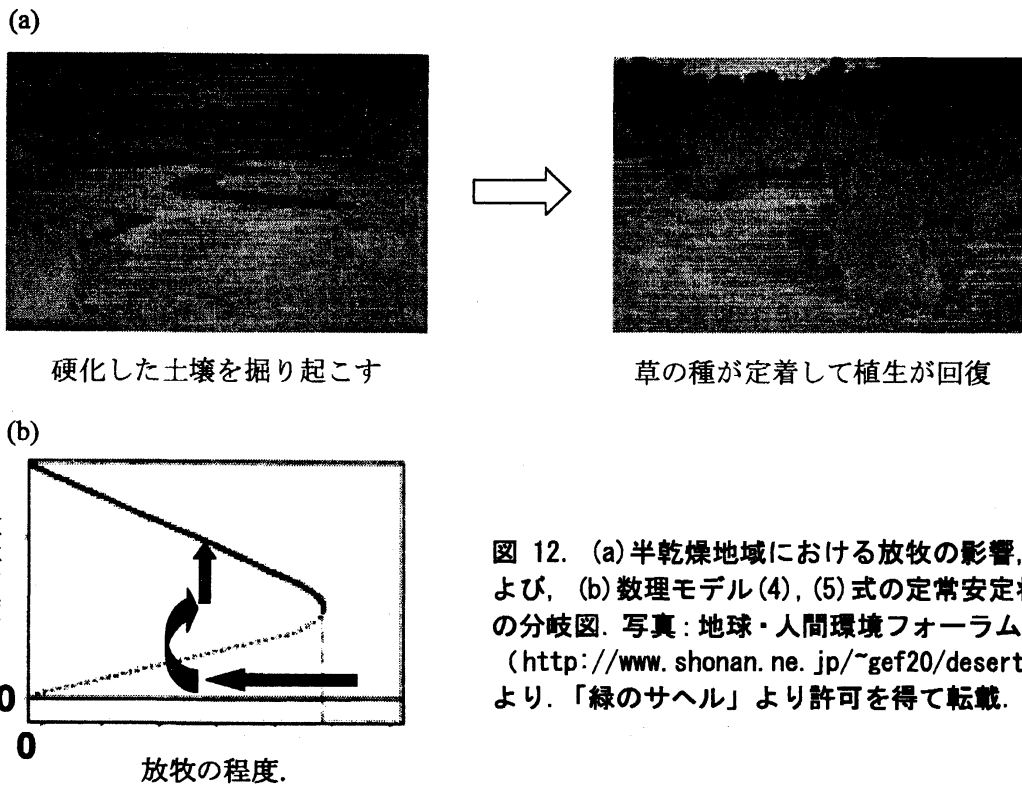 (a)
硬化した土壌を掘り起こす
草の種が定着して植生が回復
(b)
0
0
放牧の程度.
図 12. (a)半乾燥地域における放牧の影響,
よび, (b)数理モデル(4), (5)式の定常安定
の分岐図. 写真:地球・人間環境フォーラム
(http://www.shonan.ne.jp/~gef20/desert
より. 「緑のサヘル」より許可を得て転載.